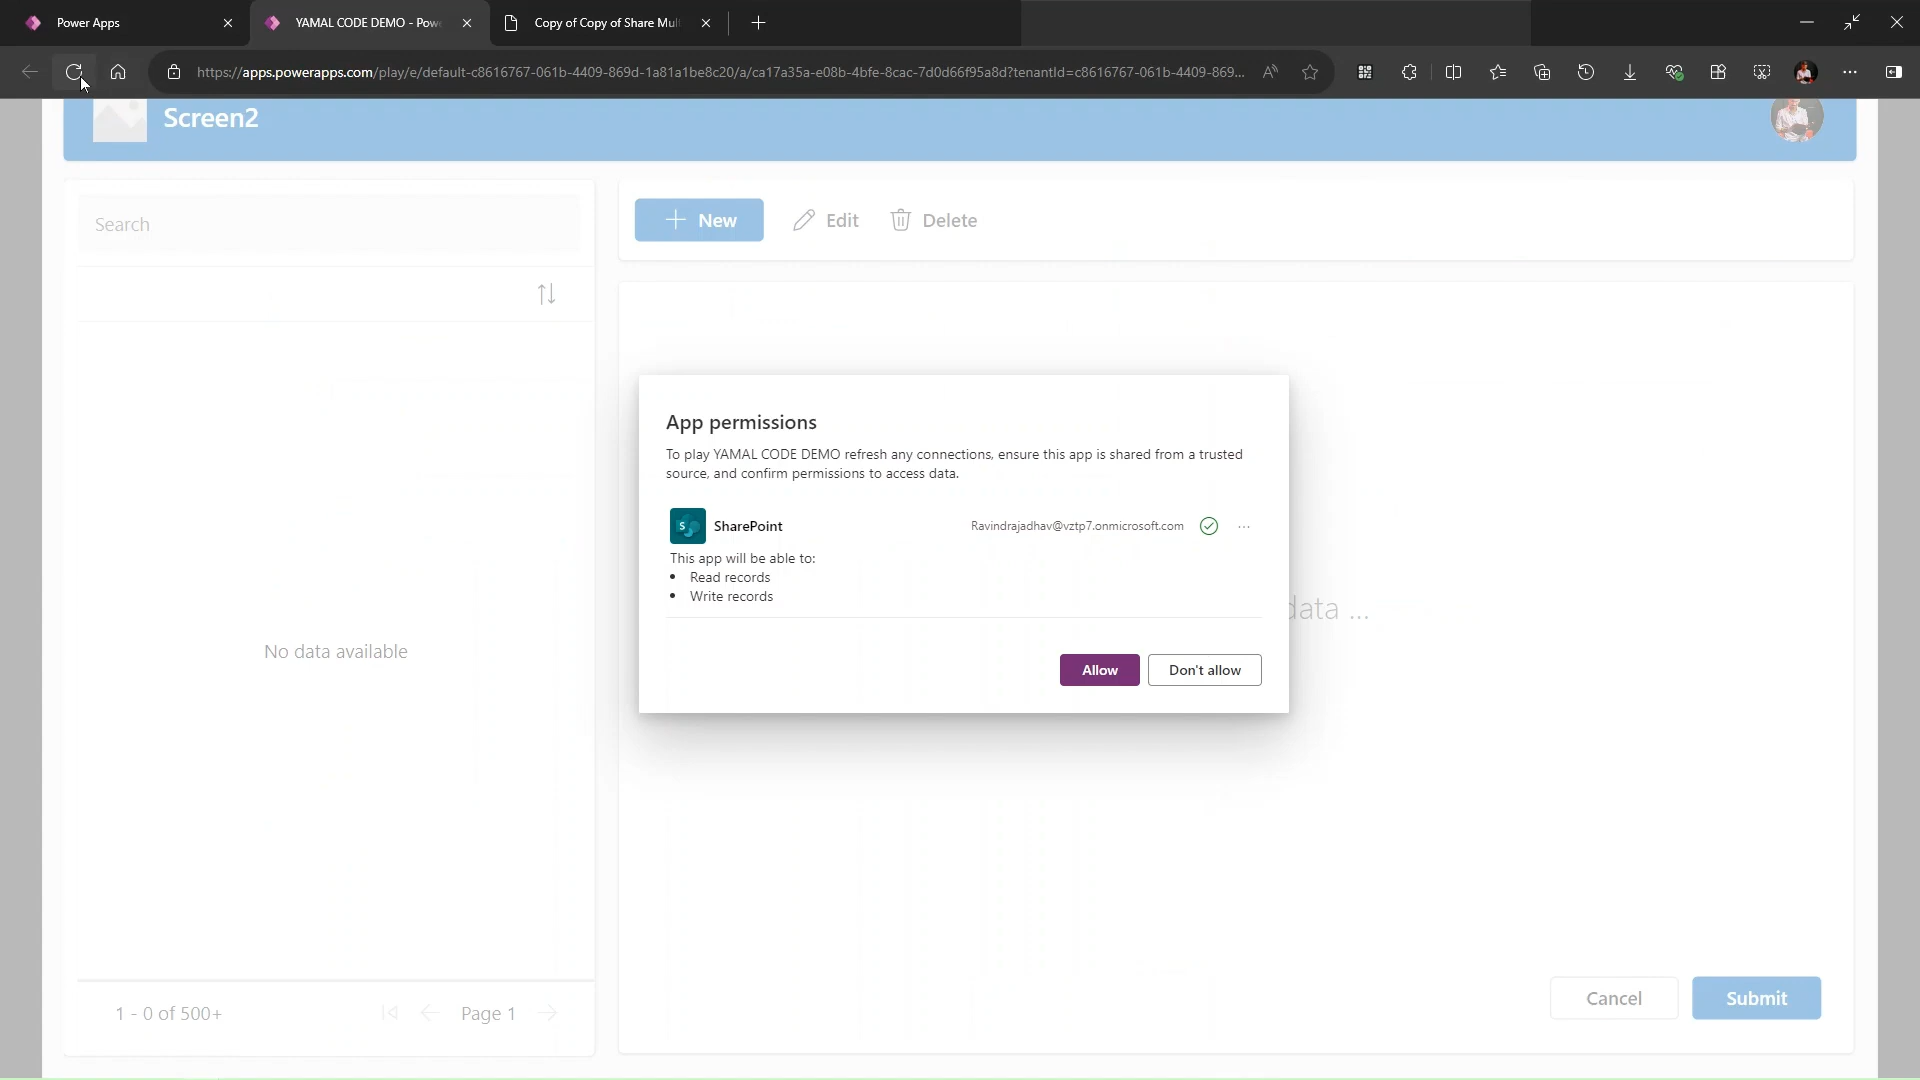 Power Apps
YAMAL CODE DEMO - Pow
Copy of Copy of Share Mul
https://apps.powerapps.com/play/e/default-c8616767-061b-4409-869d-1a81a1be8c20/a/ca17a35a-e08b-4bfe-8cac-7d0d66f95a8d?tenantId=c8616767-061b-4409-869...
Screen2
Search
New
Edit
Delete
App permissions
To play YAMAL CODE DEMO refresh any connections, ensure this app is shared from a trusted
source, and confirm permissions to access data.
SharePoint
Ravindrajadhav@vztp7.onmicrosoft.com
This app will be able to:
• Read records
• Write records
data ...
No data available
Allow
Don't allow
Cancel
Submit
1 - 0 of 500+
Page 1